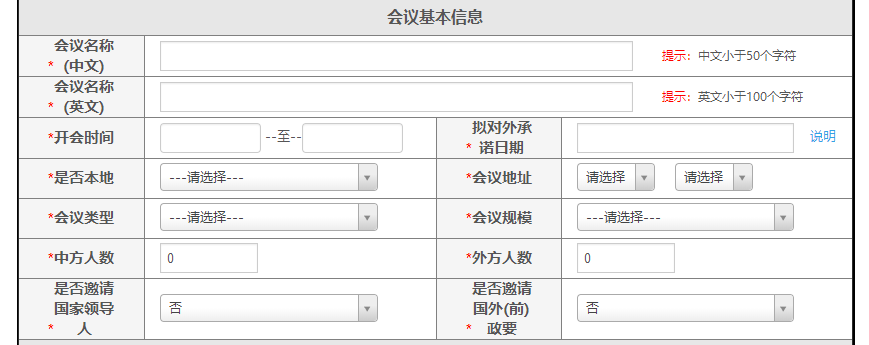 会议基本信息
会议名称
* (中文)
提示：中文小于50个字符
会议名称
* (英文)
提示：英文小于100个字符
*开会时间
--至--
拟对外承
* 诺日期
说明
*是否本地
---请选择---
*会议地址
请选择
请选择
*会议类型
---请选择---
*会议规模
---请选择---
*中方人数
0
*外方人数
0
是否邀请
国家领导
* 人
否
是否邀请
国外(前)
* 政要
否